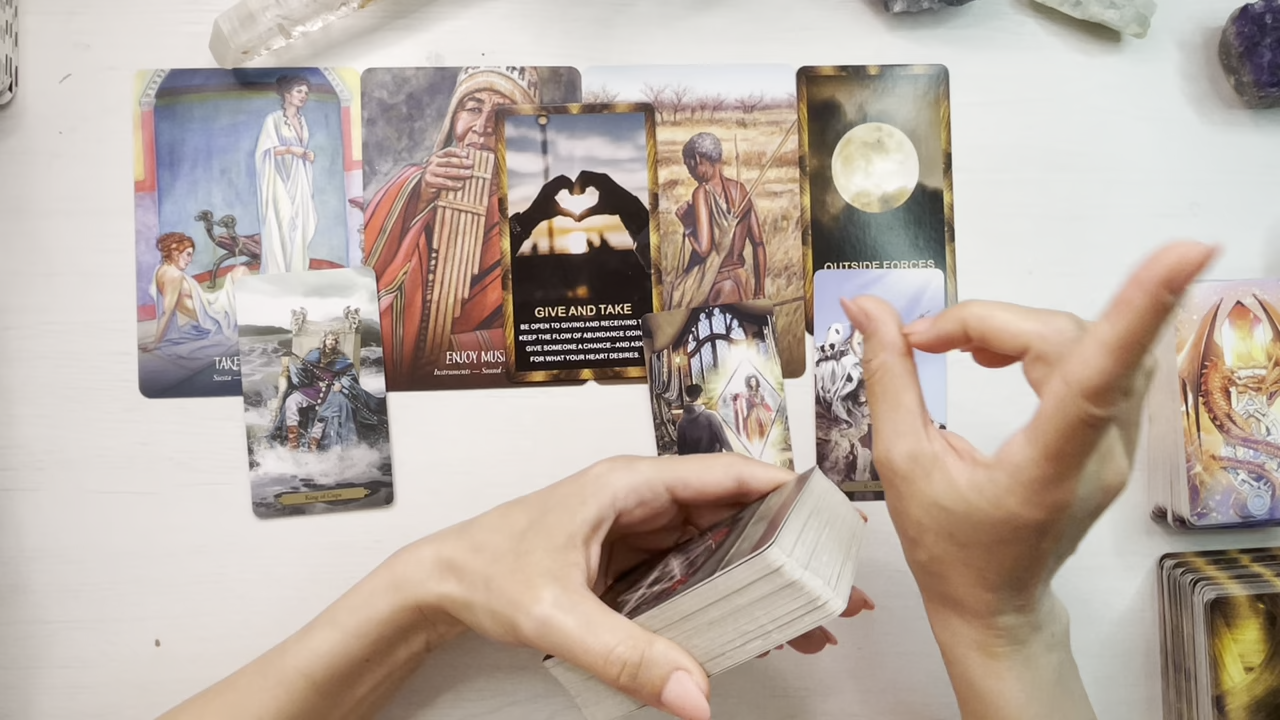 TAKE
Siesta —
ENJOY MUS
Instruments — Sound -
GIVE AND TAKE
BE OPEN TO GIVING AND RECEIVING T
KEEP THE FLOW OF ABUNDANCE GOIN
GIVE SOMEONE A CHANCE—AND ASK
FOR WHAT YOUR HEART DESIRES.
OUTSIDE FORCES
King of Cups